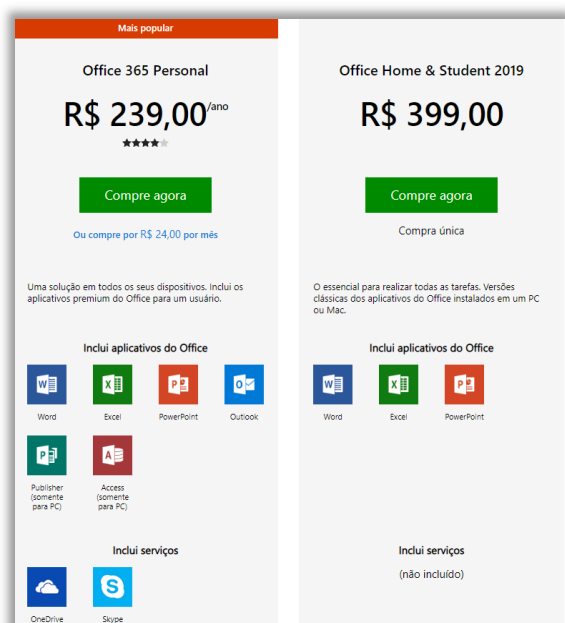 Mais popular
Office 365 Personal
R$ 239,00/ano
Compre agora
Ou compre por R$ 24,00 por mês
Uma solução em todos os seus dispositivos. Inclui os
aplicativos premium do Office para um usuário.
Inclui aplicativos do Office
Word
Excel
PowerPoint
Outlook
Publisher
(somente
para PC)
Access
(somente
para PC)
Inclui serviços
OneDrive
Skype
Office Home & Student 2019
R$ 399,00
Compre agora
Compra única
O essencial para realizar todas as tarefas. Versões
clássicas dos aplicativos do Office instalados em um PC
ou Mac.
Inclui aplicativos do Office
Word
Excel
PowerPoint
Inclui serviços
(não incluído)